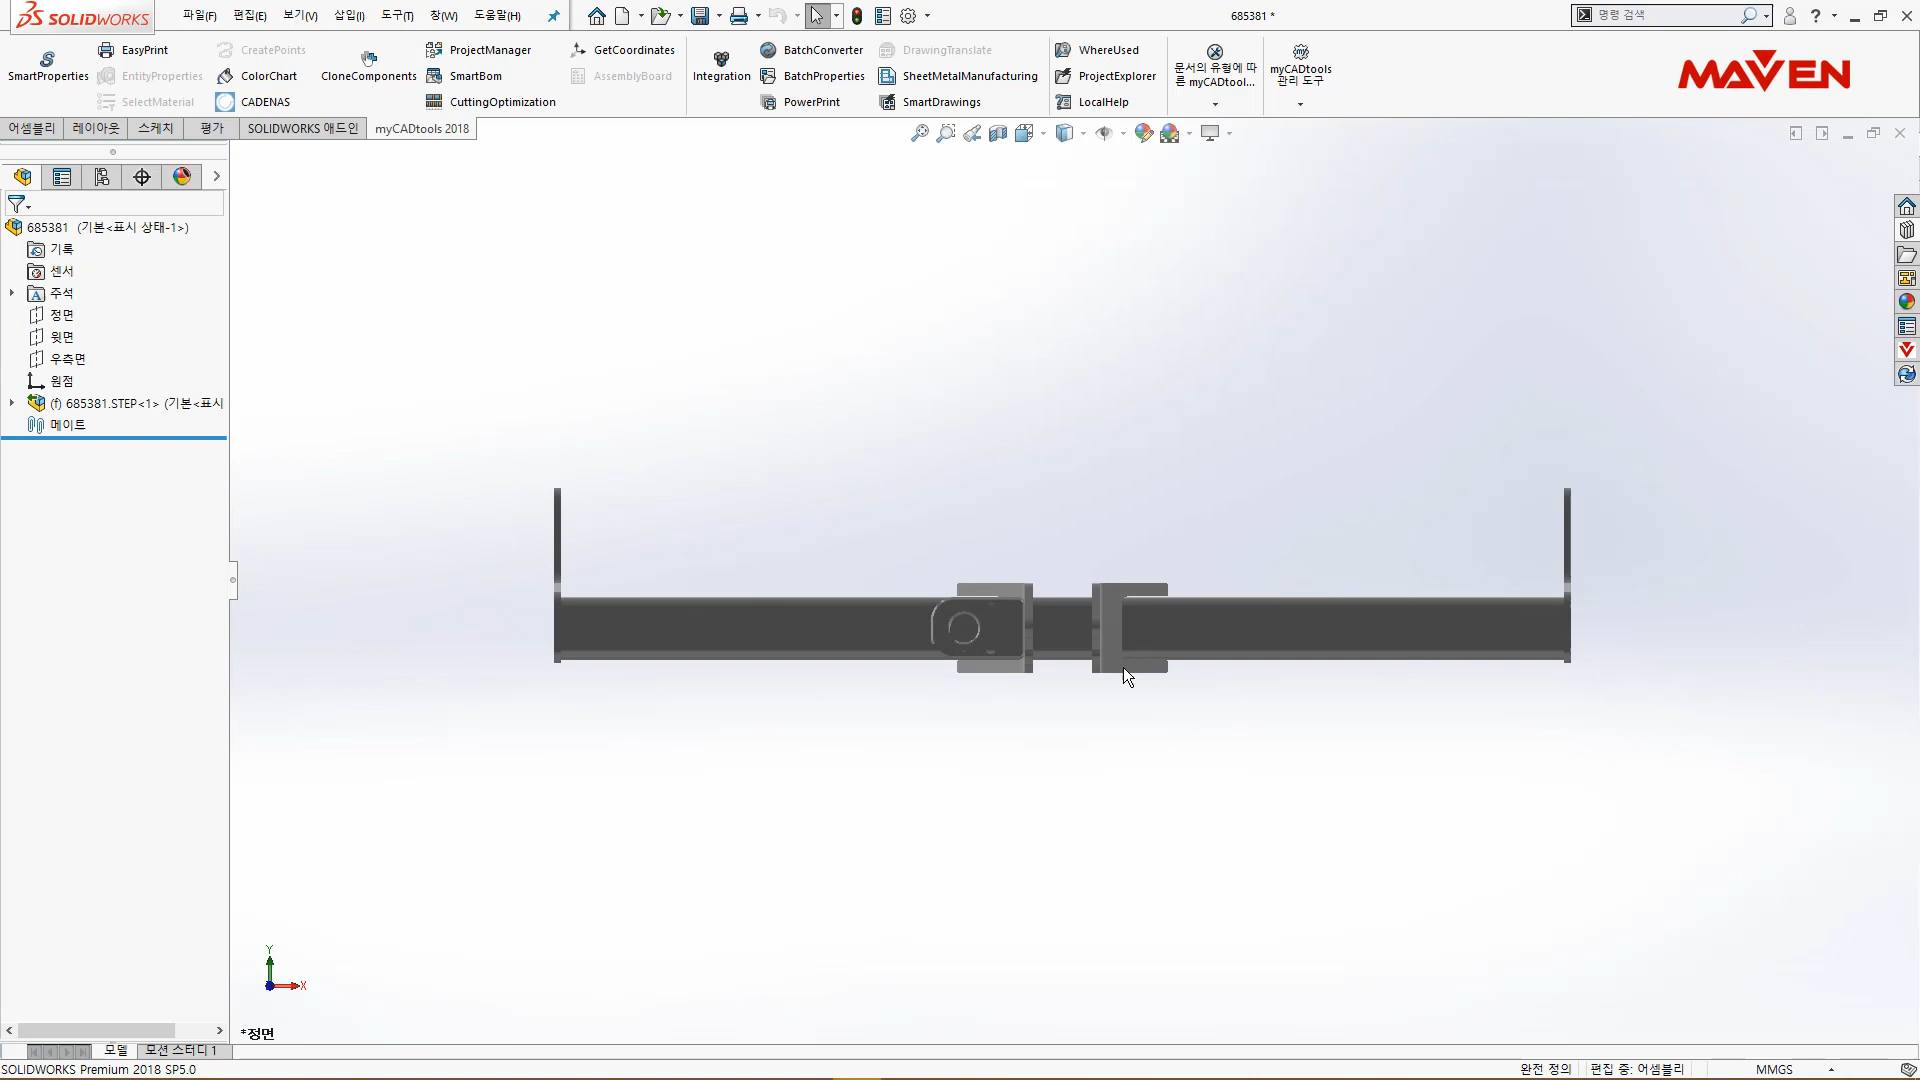 SOLIDWORKS
파일(F) 편집(E) 보기(V) 삽입(I) 도구(T) 창(W) 도움말(H)
685381 *
명령 검색
SmartProperties
EasyPrint
EntityProperties
SelectMaterial
CreatePoints
ColorChart
CADENAS
CloneComponents
ProjectManager
SmartBom
CuttingOptimization
GetCoordinates
AssemblyBoard
Integration
BatchConverter
BatchProperties
PowerPrint
DrawingTranslate
SheetMetalManufacturing
SmartDrawings
WhereUsed
ProjectExplorer
LocalHelp
문서의 유형에 따
른 myCADtool...
myCADtools
관리 도구
MAVEN
어셈블리 레이아웃 스케치 평가 SOLIDWORKS 애드인 myCADtools 2018
685381 (기본<표시 상태-1>)
기록
센서
주석
정면
윗면
우측면
원점
(f) 685381.STEP<1> (기본<표시
메이트
Y
X
*정면
모델 모션 스터디 1
SOLIDWORKS Premium 2018 SP5.0
완전 정의 편집 중: 어셈블리 MMGS